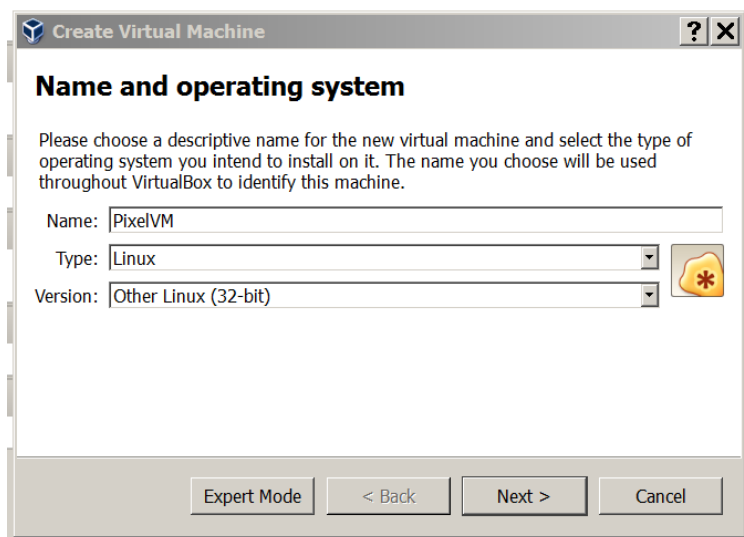 Create Virtual Machine
?
Name and operating system
Please choose a descriptive name for the new virtual machine and select the type of
operating system you intend to install on it. The name you choose will be used
throughout VirtualBox to identify this machine.
Name: PixelVM
Type: Linux
Version: Other Linux (32-bit)
Expert Mode < Back Next > Cancel